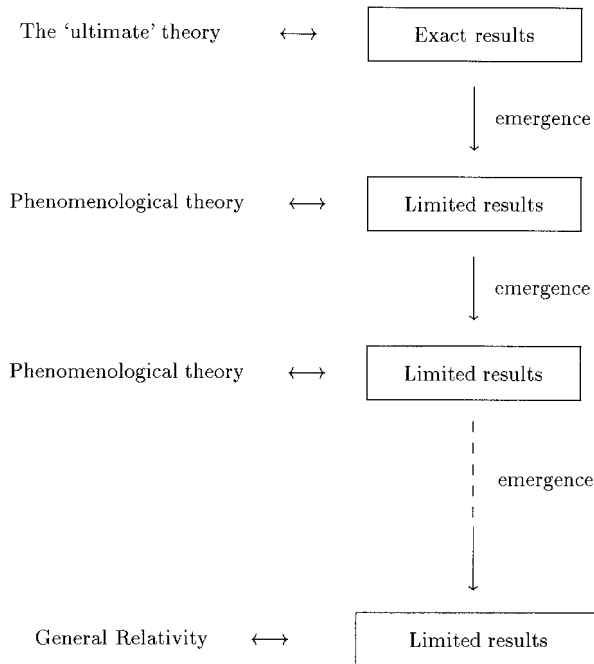 The ‘ultimate’ theory ⟷ Exact results
emergence
Phenomenological theory ⟷ Limited results
emergence
Phenomenological theory ⟷ Limited results
emergence
General Relativity ⟷ Limited results